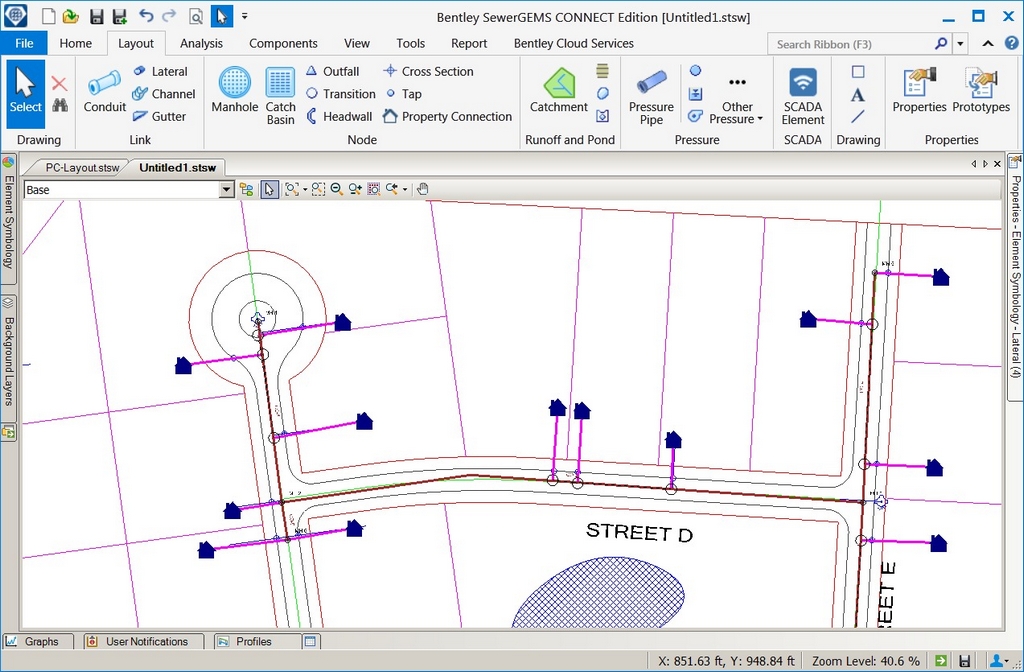 Bentley SewerGEMS CONNECT Edition [Untitled1.stsw]
File Home Layout Analysis Components View Tools Report Bentley Cloud Services Search Ribbon (F3)
Select
Drawing
Conduit
Lateral
Channel
Gutter
Link
Manhole
Catch
Basin
Outfall
Transition
Headwall
Cross Section
Tap
Property Connection
Node
Catchment
Runoff and Pond
Pressure
Pipe
Other
Pressure
Pressure
SCADA
Element
SCADA
A
Drawing
Properties
Prototypes
Properties
PC-Layout.stsw Untitled1.stsw
Base
Element Symbology
Background Layers
Properties - Element Symbology - Lateral (4)
STREET D
STREET E
Graphs User Notifications Profiles
X: 851.63 ft, Y: 948.84 ft Zoom Level: 40.6 %